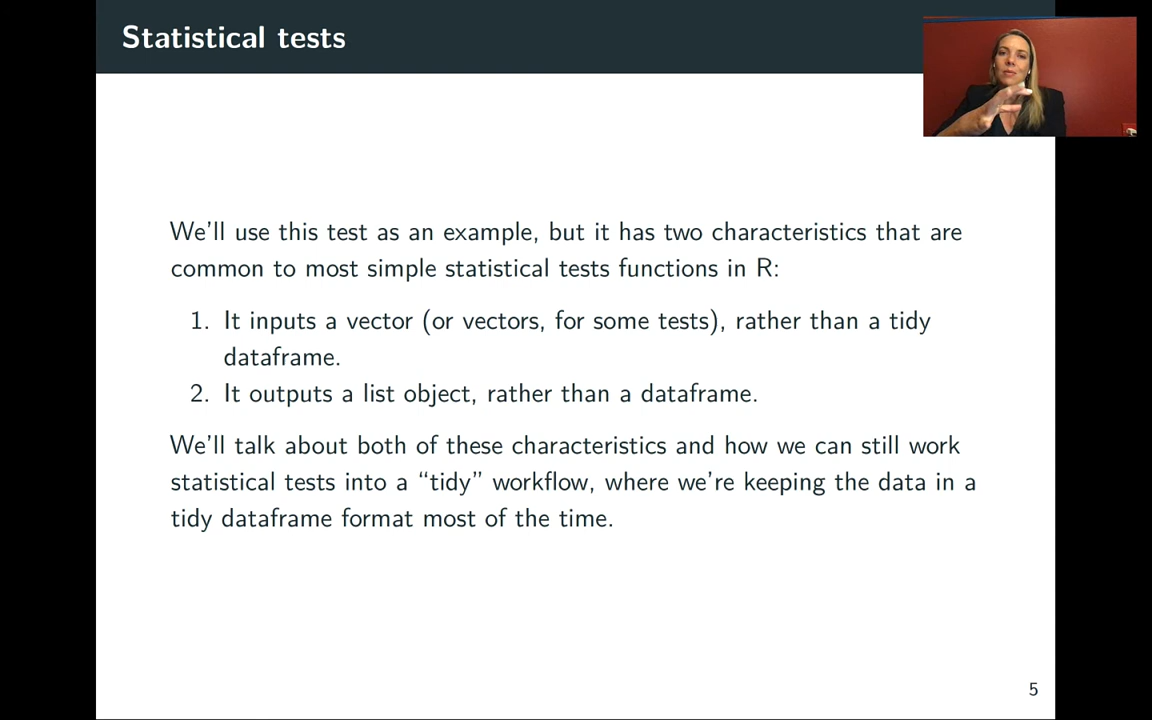 Statistical tests
We'll use this test as an example, but it has two characteristics that are
common to most simple statistical tests functions in R:
1. It inputs a vector (or vectors, for some tests), rather than a tidy
dataframe.
2. It outputs a list object, rather than a dataframe.
We'll talk about both of these characteristics and how we can still work
statistical tests into a “tidy” workflow, where we're keeping the data in a
tidy dataframe format most of the time.
5